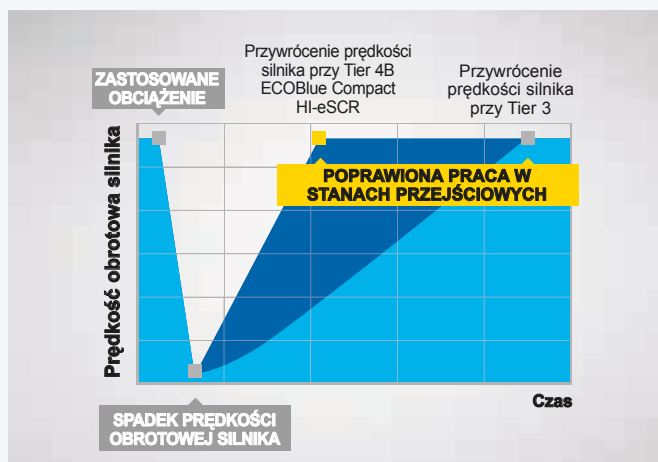 Przywrócenie prędkości
silnika przy Tier 4B
ECOBlue Compact
HI-eSCR
Przywrócenie
prędkości silnika
przy Tier 3
ZASTOSOWANE
OBCIĄŻENIE
POPRAWIONA PRACA W
STANACH PRZEJŚCIOWYCH
Prędkość obrotowa silnika
Czas
SPADEK PRĘDKOŚCI
OBROTOWEJ SILNIKA